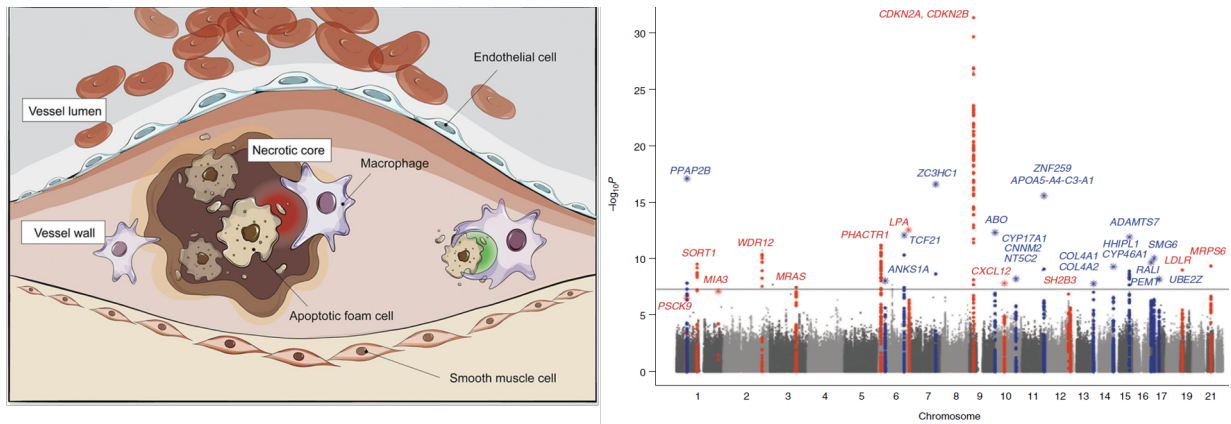 Endothelial cell
Vessel lumen
Necrotic core
Macrophage
Vessel wall
Apoptotic foam cell
Smooth muscle cell
CDKN2A, CDKN2B
30
25
20
15
10
5
0
–log10P
PPAP2B
ZC3HC1
ZNF259
APOA5-A4-C3-A1
LPA
ABO
ADAMTS7
PHACTR1
TCF21
CYP17A1
CNNM2
NT5C2
HHIPL1
CYP46A1
SMG6
WDR12
SORT1
COL4A1
COL4A2
RALI
LDLR
MRPS6
MIA3
MRAS
ANKS1A
CXCL12
SH2B3
PEMT
UBE2Z
PSCK9
1 2 3 4 5 6 7 8 9 10 11 12 13 14 15 16 17 19 21
Chromosome